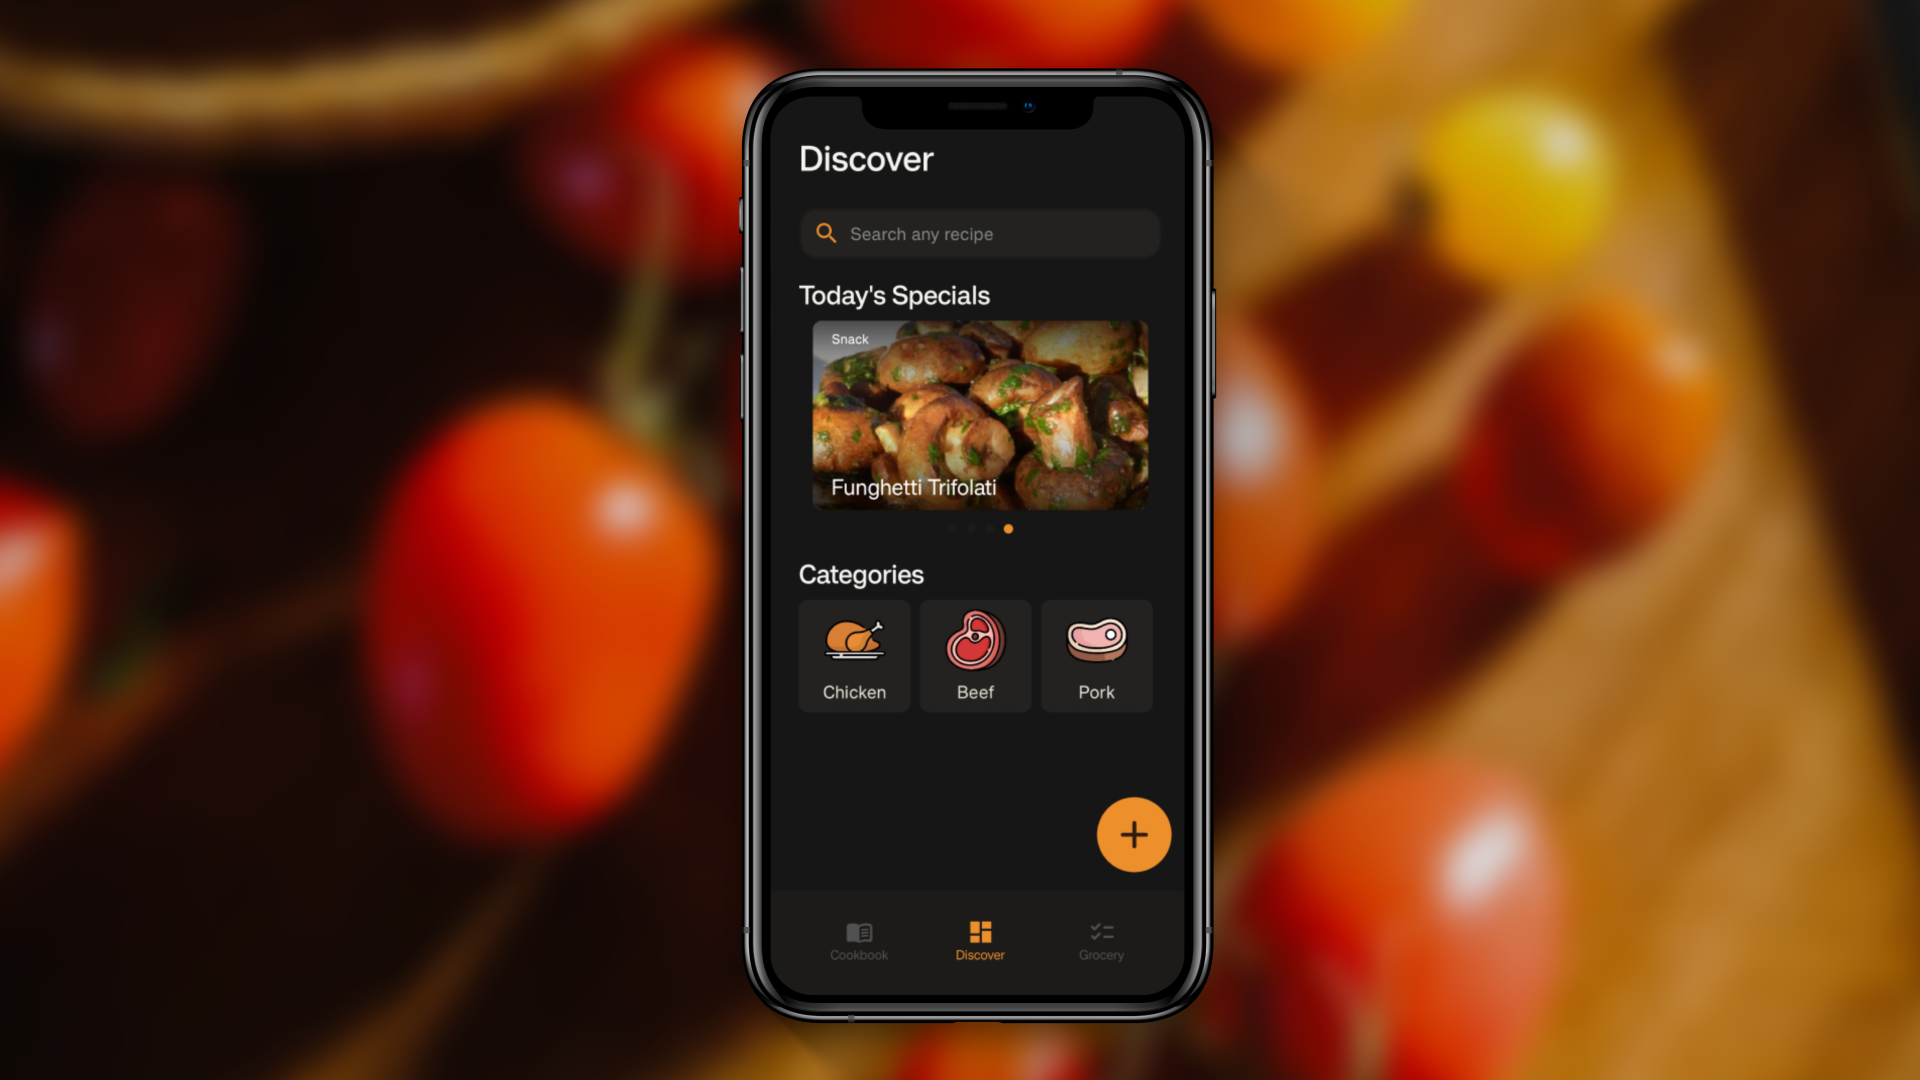 Discover
Search any recipe
Today's Specials
Snack
Funghetti Trifolati
Categories
Chicken
Beef
Pork
Cookbook
Discover
Grocery